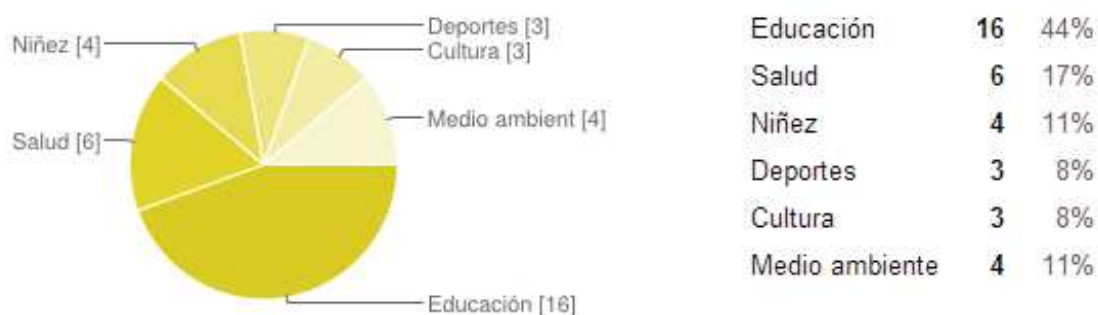 Deportes [3]
Niñez [4]
Cultura [3]
Medio ambient [4]
Salud [6]
Educación [16]
Educación 16 44%
Salud 6 17%
Niñez 4 11%
Deportes 3 8%
Cultura 3 8%
Medio ambiente 4 11%